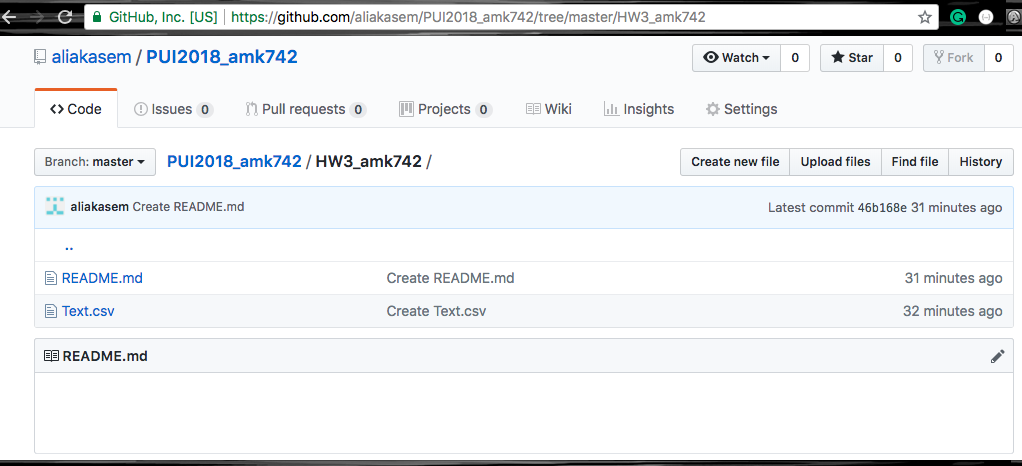 GitHub, Inc. [US] | https://github.com/aliakasem/PUI2018_amk742/tree/master/HW3_amk742
aliakasem / PUI2018_amk742 Watch 0 Star 0 Fork 0
Code Issues 0 Pull requests 0 Projects 0 Wiki Insights Settings
Branch: master PUI2018_amk742 / HW3_amk742 / Create new file Upload files Find file History
aliakasem Create README.md Latest commit 46b168e 31 minutes ago
..
README.md Create README.md 31 minutes ago
Text.csv Create Text.csv 32 minutes ago
README.md